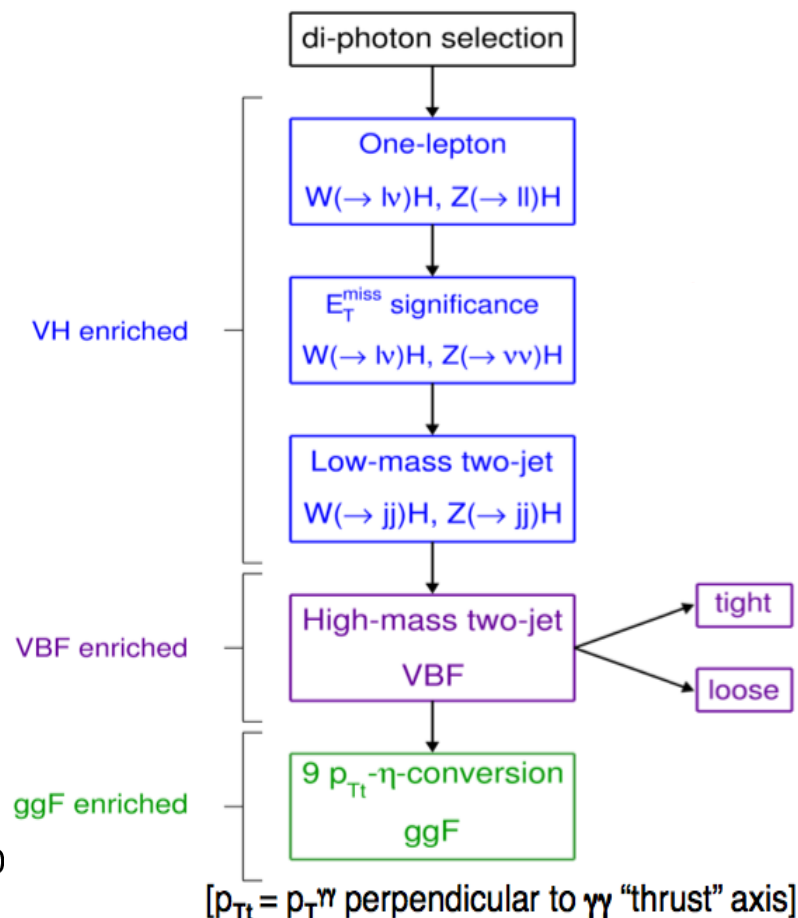 di-photon selection
One-lepton
W(→ lν)H, Z(→ ll)H
E_T^miss significance
W(→ lν)H, Z(→ νν)H
VH enriched
Low-mass two-jet
W(→ jj)H, Z(→ jj)H
High-mass two-jet
VBF
VBF enriched
tight
loose
9 p_Tt-η-conversion
ggF
ggF enriched
)
[p_Tt = p_T^γγ perpendicular to γγ “thrust” axis]